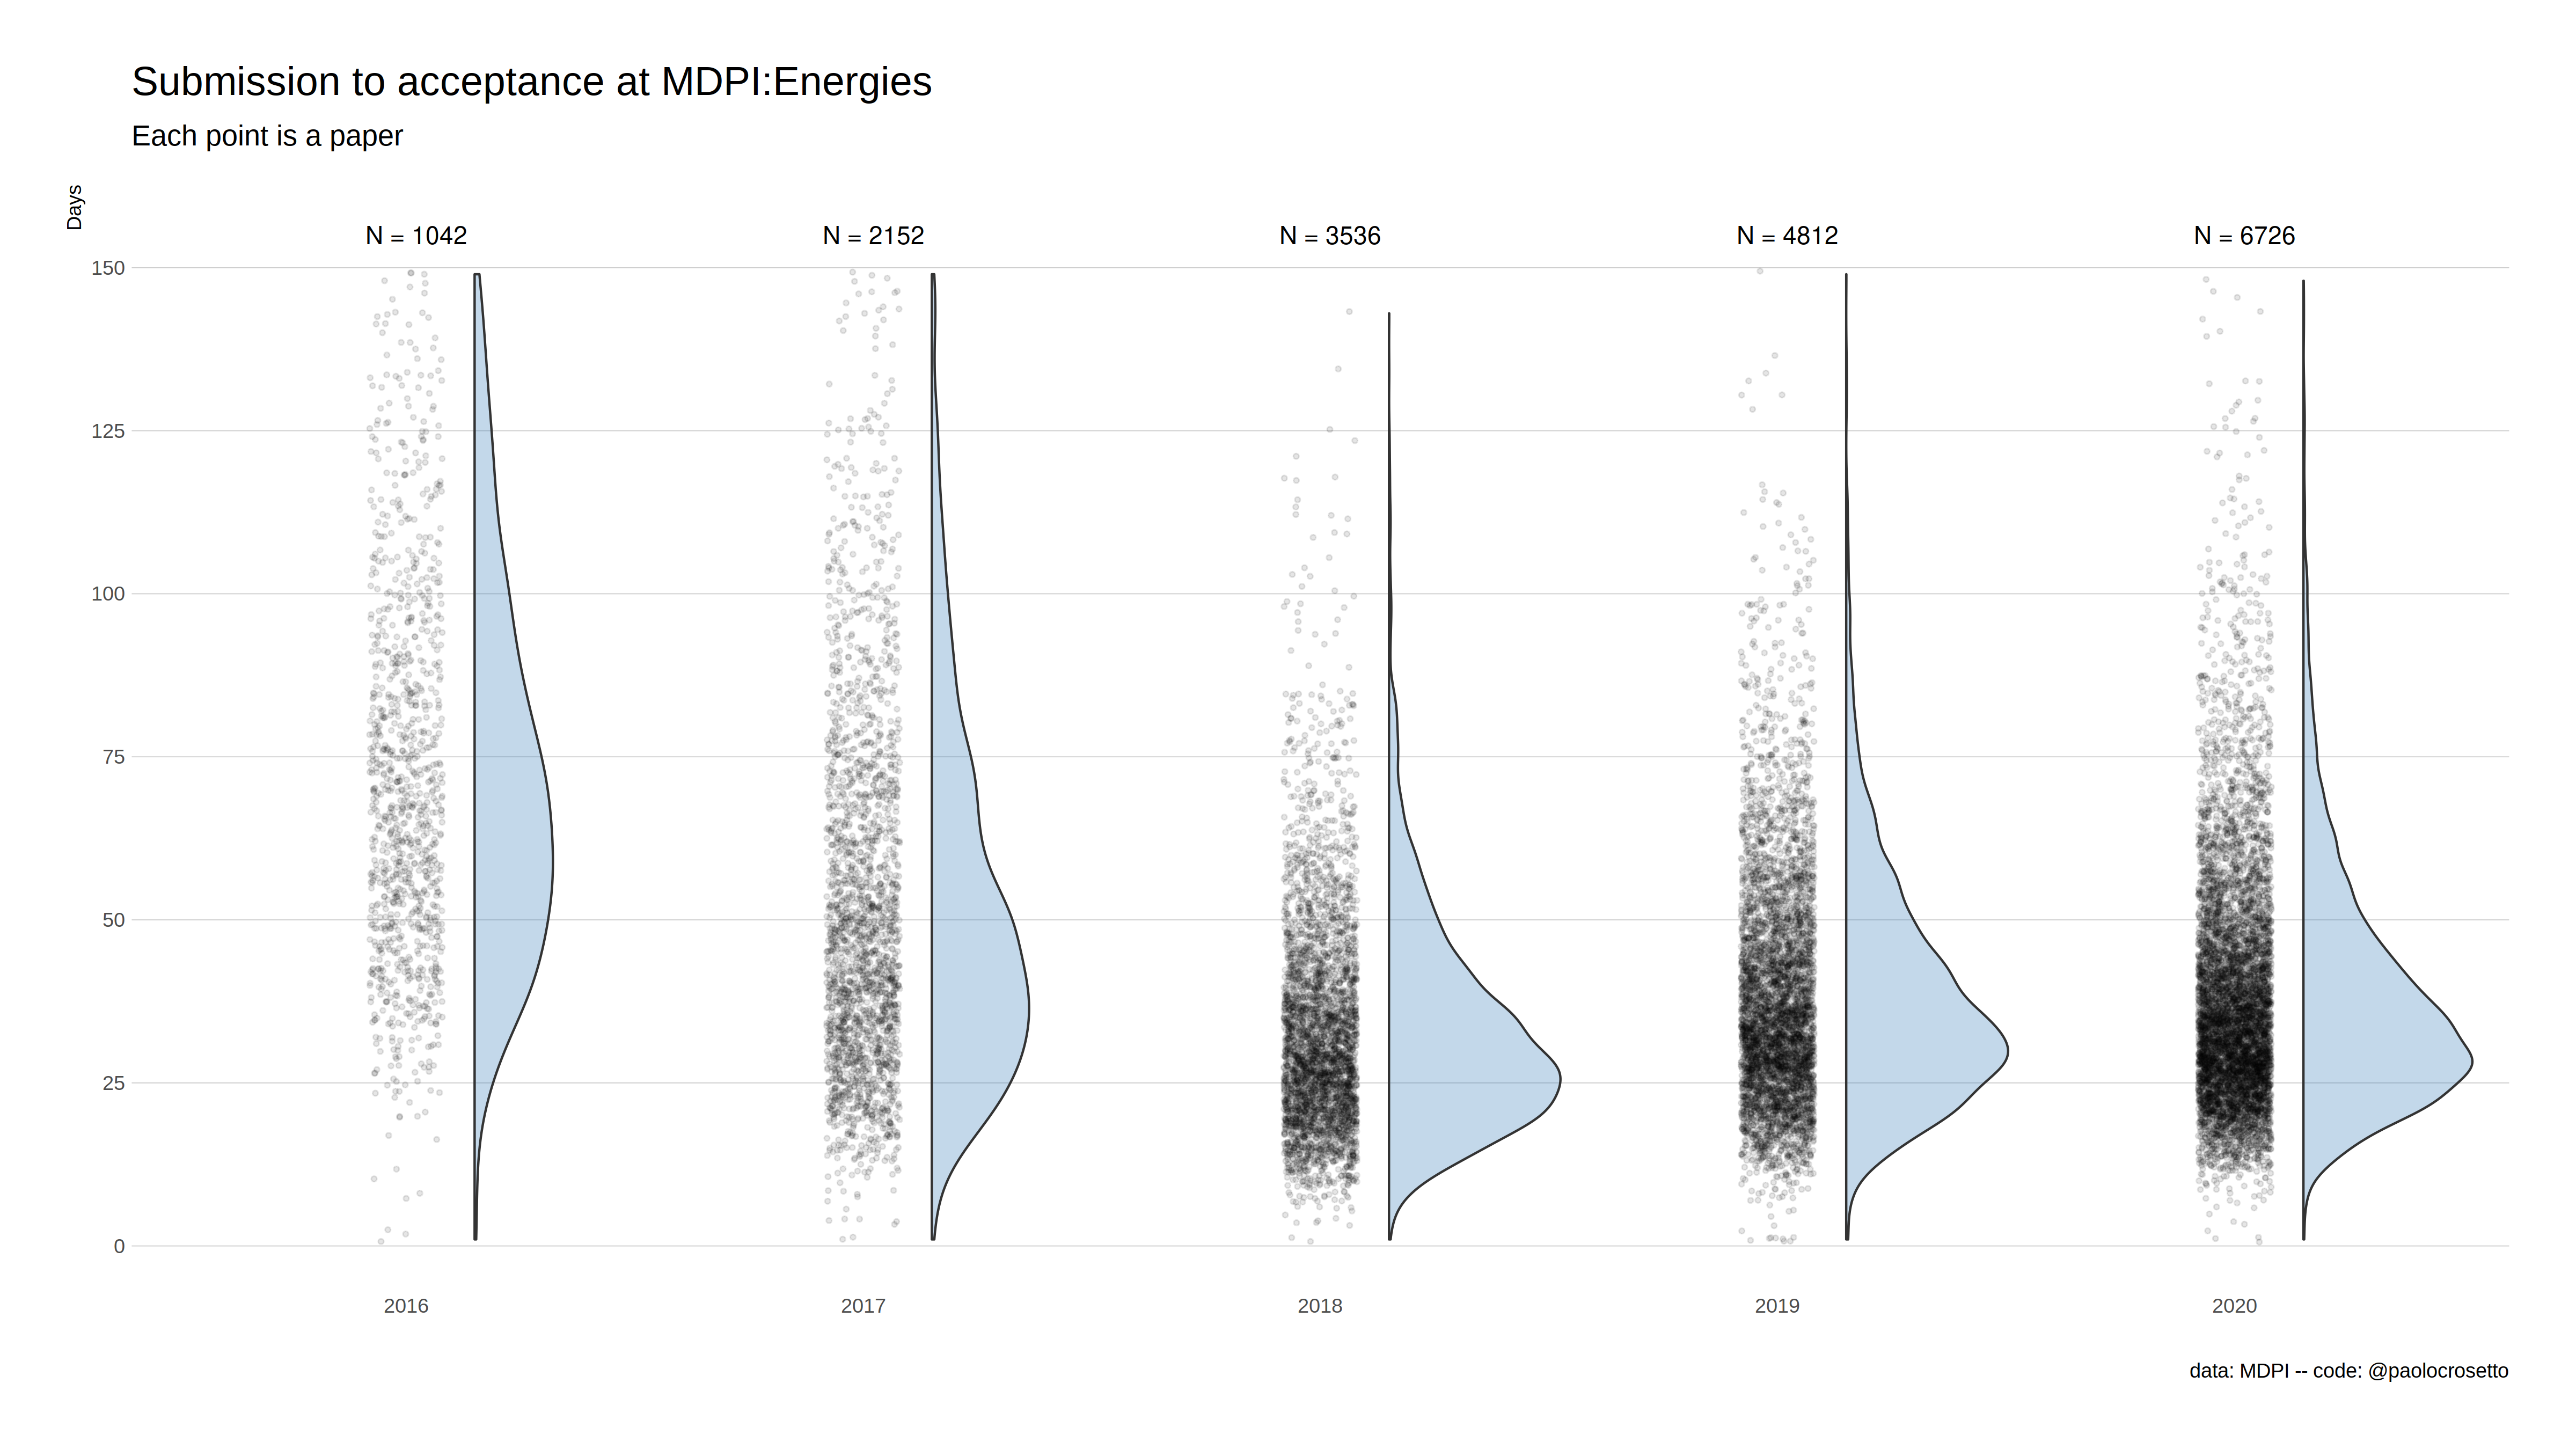 Submission to acceptance at MDPI:Energies
Each point is a paper
Days
N = 1042
N = 2152
N = 3536
N = 4812
N = 6726
150
125
100
75
50
25
0
2016
2017
2018
2019
2020
data: MDPI -- code: @paolocrosetto